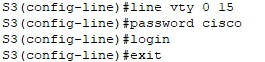 S3(config-line)#line vty 0 15
S3(config-line)#password cisco
S3(config-line)#login
S3(config-line)#exit